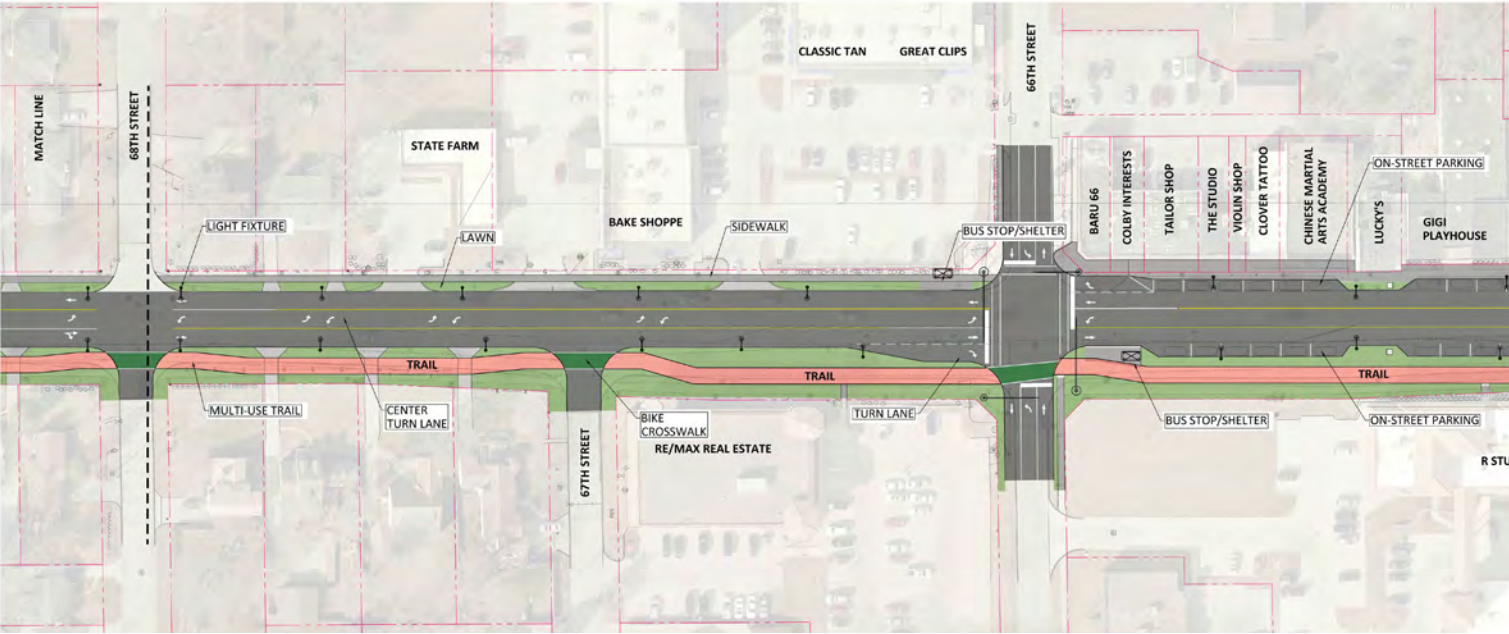 CLASSIC TAN
GREAT CLIPS
66TH STREET
MATCH LINE
68TH STREET
STATE FARM
BAKE SHOPPE
BARU 66
COLBY INTERESTS
TAILOR SHOP
THE STUDIO
VIOLIN SHOP
CLOVER TATTOO
CHINESE MARTIAL
ARTS ACADEMY
LUCKY'S
GIGI
PLAYHOUSE
ON-STREET PARKING
LIGHT FIXTURE
LAWN
SIDEWALK
BUS STOP/SHELTER
TRAIL
TRAIL
TRAIL
MULTI-USE TRAIL
CENTER
TURN LANE
BIKE
CROSSWALK
TURN LANE
BUS STOP/SHELTER
ON-STREET PARKING
67TH STREET
RE/MAX REAL ESTATE
R STU